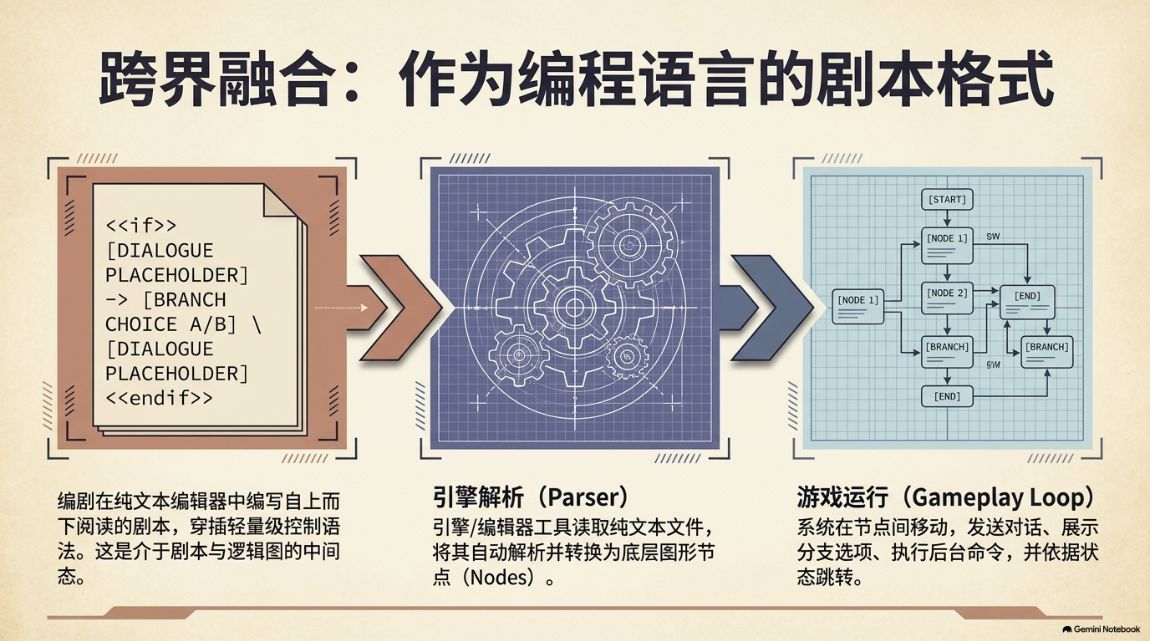 跨界融合：作为编程语言的剧本格式
<<if>>
[DIALOGUE
PLACEHOLDER]
-> [BRANCH
CHOICE A/B] \
[DIALOGUE
PLACEHOLDER]
<<endif>>
编剧在纯文本编辑器中编写自上而
下阅读的剧本，穿插轻量级控制语
法。这是介于剧本与逻辑图的中间
态。
引擎解析（Parser）
引擎/编辑器工具读取纯文本文件，
将其自动解析并转换为底层图形节
点（Nodes）。
[START]
[NODE 1]
SW
[NODE 1]
[NODE 2]
[END]
[BRANCH]
[BRANCH]
[END]
游戏运行（Gameplay Loop）
系统在节点间移动，发送对话、展示
分支选项、执行后台命令，并依据状
态跳转。
Gemini Notebook